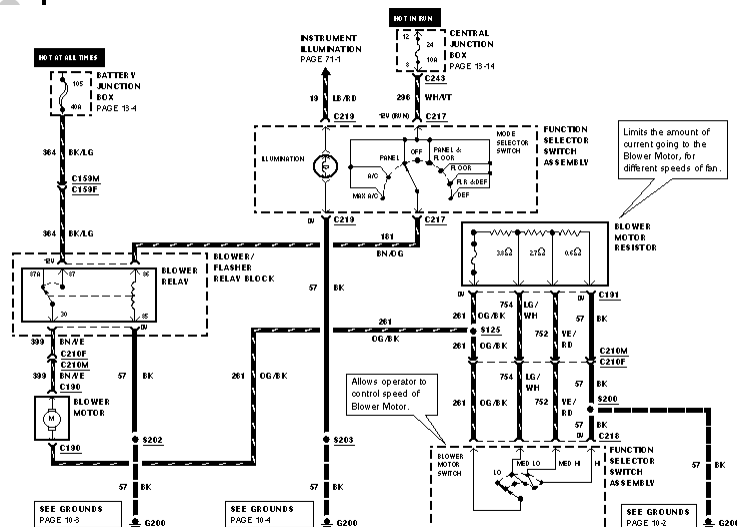 HOT IN RUN
12
24
10A
8
CENTRAL
JUNCTION
BOX
PAGE 13-14
INSTRUMENT
ILLUMINATION
PAGE 71-1
HOT AT ALL TIMES
BATTERY
JUNCTION
BOX
PAGE 13-4
105
40A
C243
19 LB/RD
296 WH/VT
C219
12V (RUN)
C217
364 BK/LG
C159M
C159F
364 BK/LG
ILLUMINATION
MODE
SELECTOR
SWITCH
OFF
PANEL
PANEL &
FLOOR
FLOOR
A/C
FLR & DEF
MAX A/C
DEF
FUNCTION
SELECTOR
SWITCH
ASSEMBLY
Limits the amount of
current going to the
Blower Motor, for
different speeds of fan.
0V
C219
C217
181
BN/OG
BLOWER
MOTOR
RESISTOR
3.8Ω
2.7Ω
0.6Ω
12V
BLOWER/
FLASHER
RELAY BLOCK
87A
87
86
BLOWER
RELAY
30
85
0V
57 BK
0V
0V
C191
261
OG/BK
754
LG/
WH
752
YE/
RD
57
BK
S125
261
OG/BK
261
OG/BK
C210M
C210F
399 BN/YE
C210F
C210M
399 BN/YE
C190
57 BK
261 OG/BK
BLOWER
MOTOR
M
C190
Allows operator to
control speed of
Blower Motor.
261 OG/BK
754
LG/
WH
752
YE/
RD
57 BK
S200
57 BK
C218
S202
S203
BLOWER
MOTOR
SWITCH
LO
MED LO
MED HI
HI
FUNCTION
SELECTOR
SWITCH
ASSEMBLY
57 BK
57 BK
57 BK
SEE GROUNDS
PAGE 10-3
G200
SEE GROUNDS
PAGE 10-4
G200
SEE GROUNDS
PAGE 10-2
G200